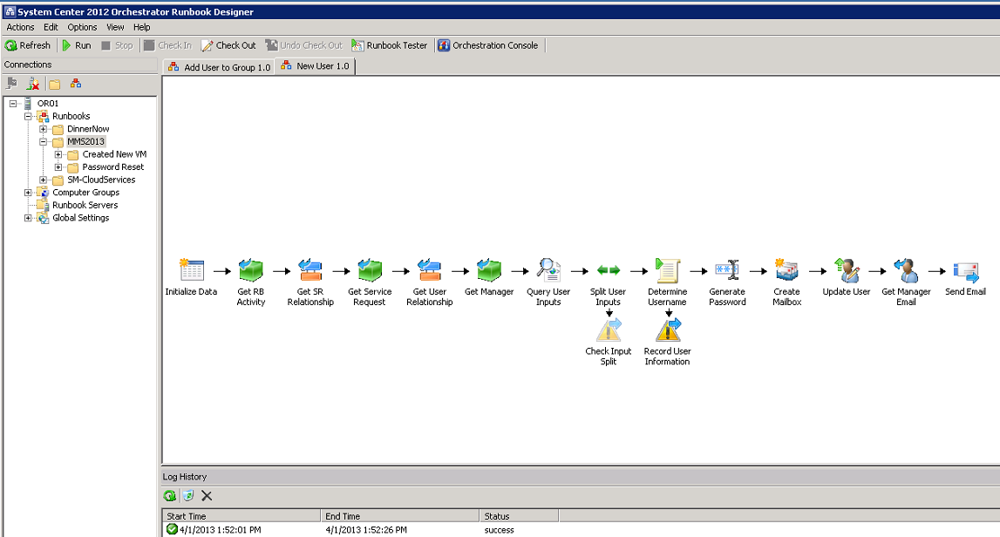 System Center 2012 Orchestrator Runbook Designer
Actions Edit Options View Help
Refresh Run Stop Check In Check Out Undo Check Out Runbook Tester Orchestration Console
Connections
Add User to Group 1.0 New User 1.0
OR01
Runbooks
DinnerNow
MMS2013
Created New VM
Password Reset
SM-CloudServices
Computer Groups
Runbook Servers
Global Settings
Initialize Data
Get RB
Activity
Get SR
Relationship
Get Service
Request
Get User
Relationship
Get Manager
Query User
Inputs
Split User
Inputs
Determine
Username
Generate
Password
Create
Mailbox
Update User
Get Manager
Email
Send Email
Check Input
Split
Record User
Information
Log History
Start Time End Time Status
4/1/2013 1:52:01 PM 4/1/2013 1:52:26 PM success